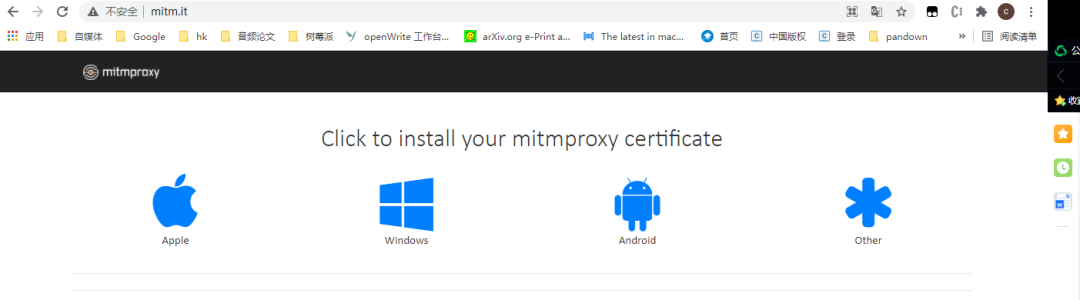 不安全 | mitm.it
应用 自媒体 Google hk 音频论文 树莓派 openWrite 工作台... arXiv.org e-Print a... The latest in mac... 首页 中国版权 登录 pandown » 阅读清单
mitmproxy
Click to install your mitmproxy certificate
Apple Windows Android Other